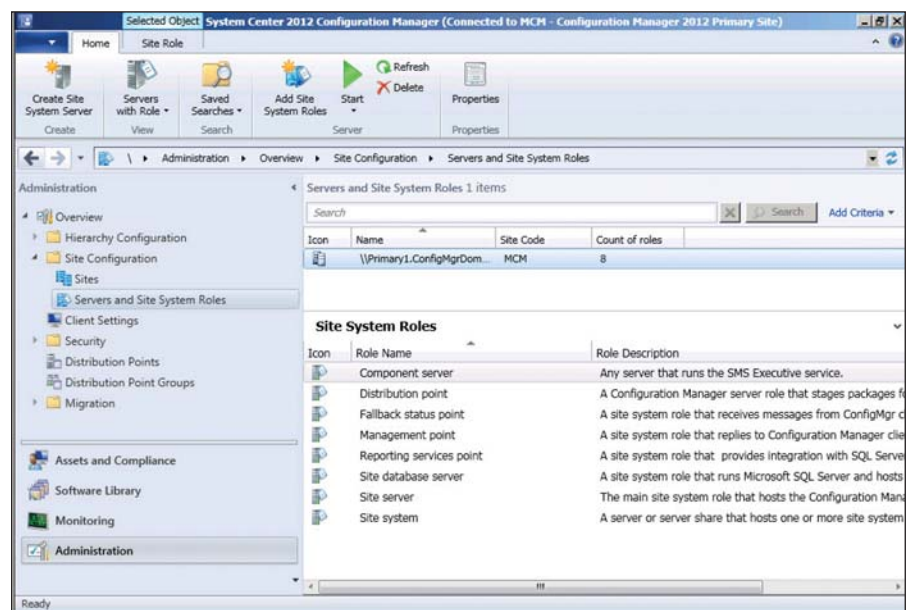 Selected Object System Center 2012 Configuration Manager (Connected to MCM - Configuration Manager 2012 Primary Site)
Home Site Role
Create Site System Server
Servers with Role
Saved Searches
Add Site System Roles
Start
Refresh
Delete
Properties
Create View Search Server Properties
\ Administration Overview Site Configuration Servers and Site System Roles
Administration
Overview
Hierarchy Configuration
Site Configuration
Sites
Servers and Site System Roles
Client Settings
Security
Distribution Points
Distribution Point Groups
Migration
Assets and Compliance
Software Library
Monitoring
Administration
Servers and Site System Roles 1 items
Search Search Add Criteria
Icon Name Site Code Count of roles
\\Primary1.ConfigMgrDom... MCM 8
Site System Roles
Icon Role Name Role Description
Component server Any server that runs the SMS Executive service.
Distribution point A Configuration Manager server role that stages packages
Fallback status point A site system role that receives messages from ConfigMgr
Management point A site system role that replies to Configuration Manager
Reporting services point A site system role that provides integration with SQL
Site database server A site system role that runs Microsoft SQL Server and hosts
Site server The main site system role that hosts the Configuration
Site system A server or server share that hosts one or more site system
Ready